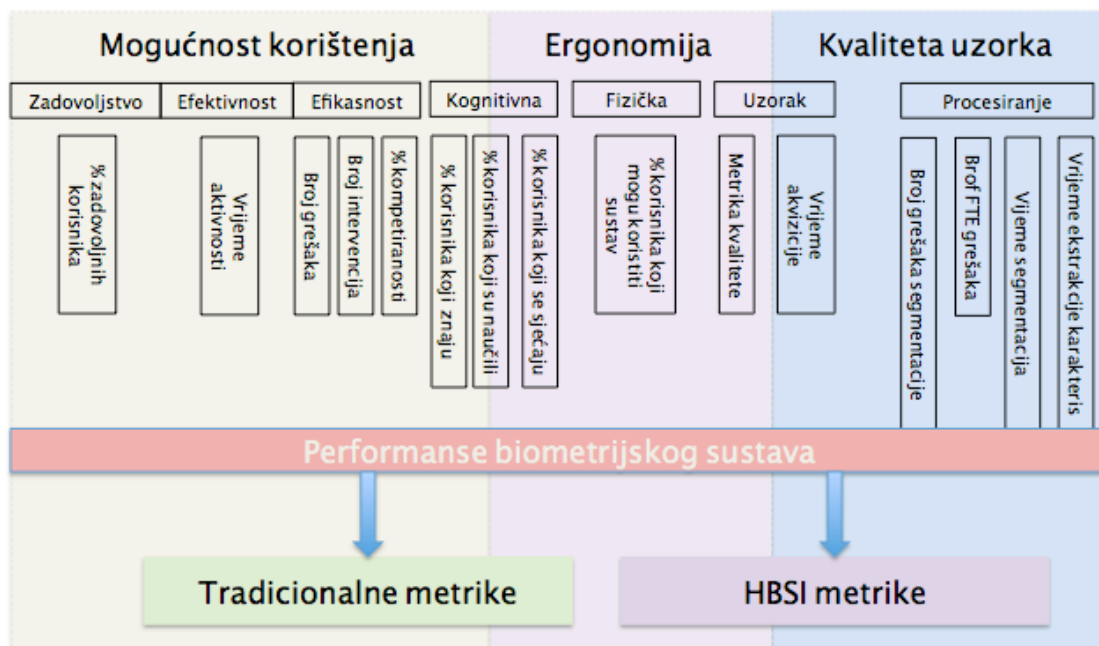 Mogućnost korištenja
Ergonomija
Kvaliteta uzorka
Zadovoljstvo
Efektivnost
Efikasnost
Kognitivna
Fizička
Uzorak
Procesiranje
%zadovoljnih
korisnika
Vrijeme
aktivnosti
Broj grešaka
Broj intervencija
%kompetiranosti
%korisnika koji znaju
%korisnika koji su naučili
%korisnika koji se sjećaju
%korisnika koji
mogu koristiti
sustav
Metrika kvalitete
Vrijeme
akvizicije
Broj grešaka segmentacije
Brof FTE
grešaka
Vijeme segmentacija
Vrijeme ekstrakcije karakteris
Performanse biometrijskog sustava
Tradicionalne metrike
HBSI metrike